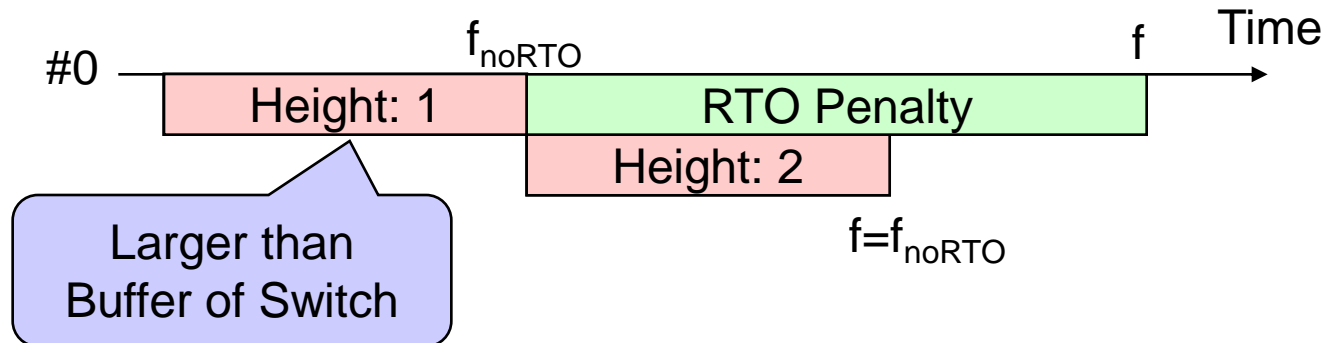 f_noRTO
f
Time
#0
Height: 1
RTO Penalty
Height: 2
Larger than
Buffer of Switch
f=f_noRTO